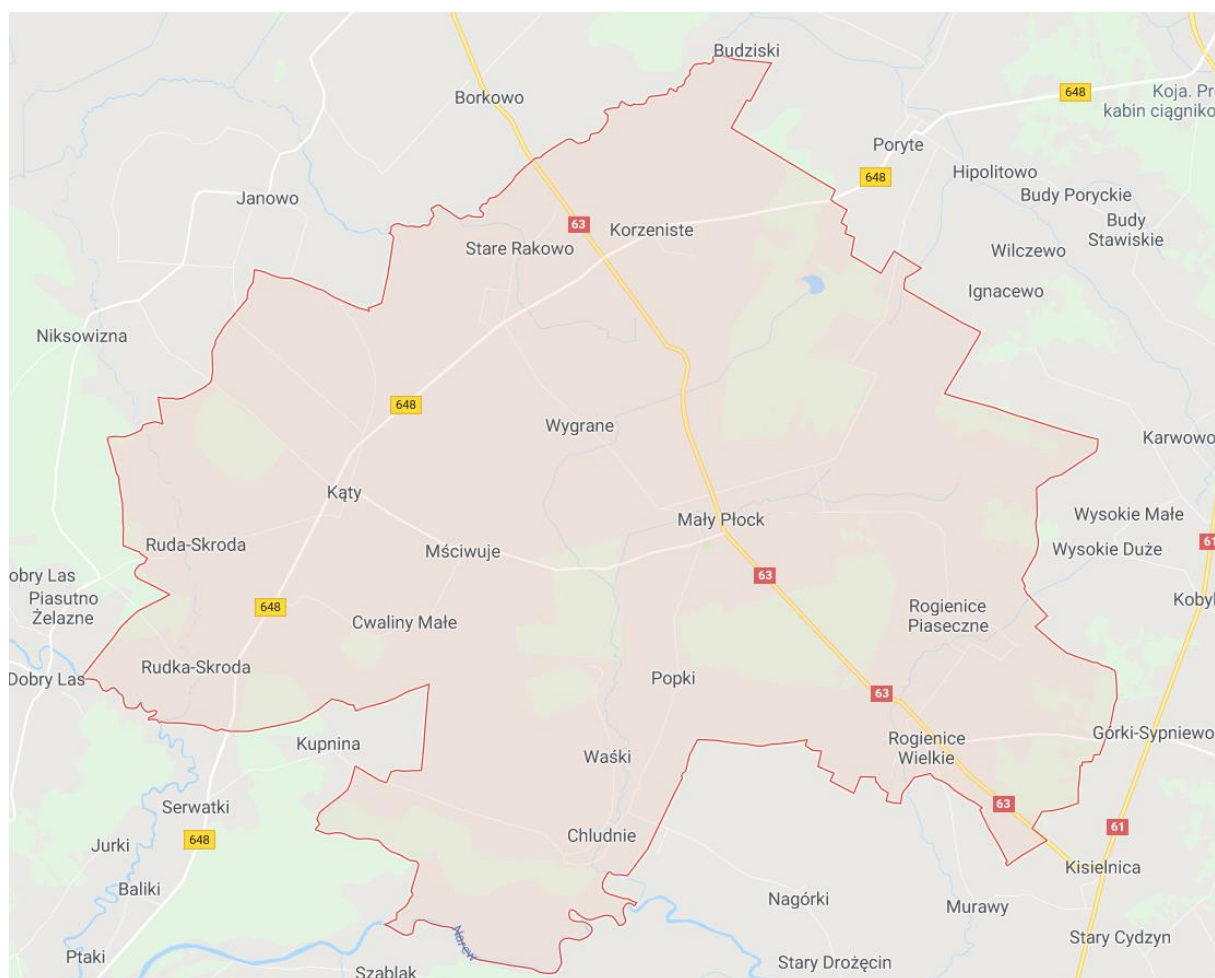 Budziski
Borkowo
648
Koja. Pr
kabin ciągniko
Poryte
Hipolitowo
648
Janowo
Budy Poryckie
63
Korzeniste
Budy
Stawiskie
Stare Rakowo
Wilczewo
Ignacewo
Niksowizna
648
Wygrane
Karwowo
Kąty
Mały Płock
Wysokie Małe
Ruda-Skroda
Mściwuje
Wysokie Duże
61
obry Las
63
Piasutno
Żelazne
648
Rogienice
Piaseczne
Kobyl
Cwaliny Małe
Rudka-Skroda
Dobry Las
Popki
63
Kupnina
Rogienice
Wielkie
Górki-Sypniewo
Waśki
Serwatki
63
648
Chludnie
61
Jurki
Kisielnica
Baliki
Nagórki
Murawy
Narew
Stary Cydzyn
Ptaki
Szablak
Stary Drożęcin